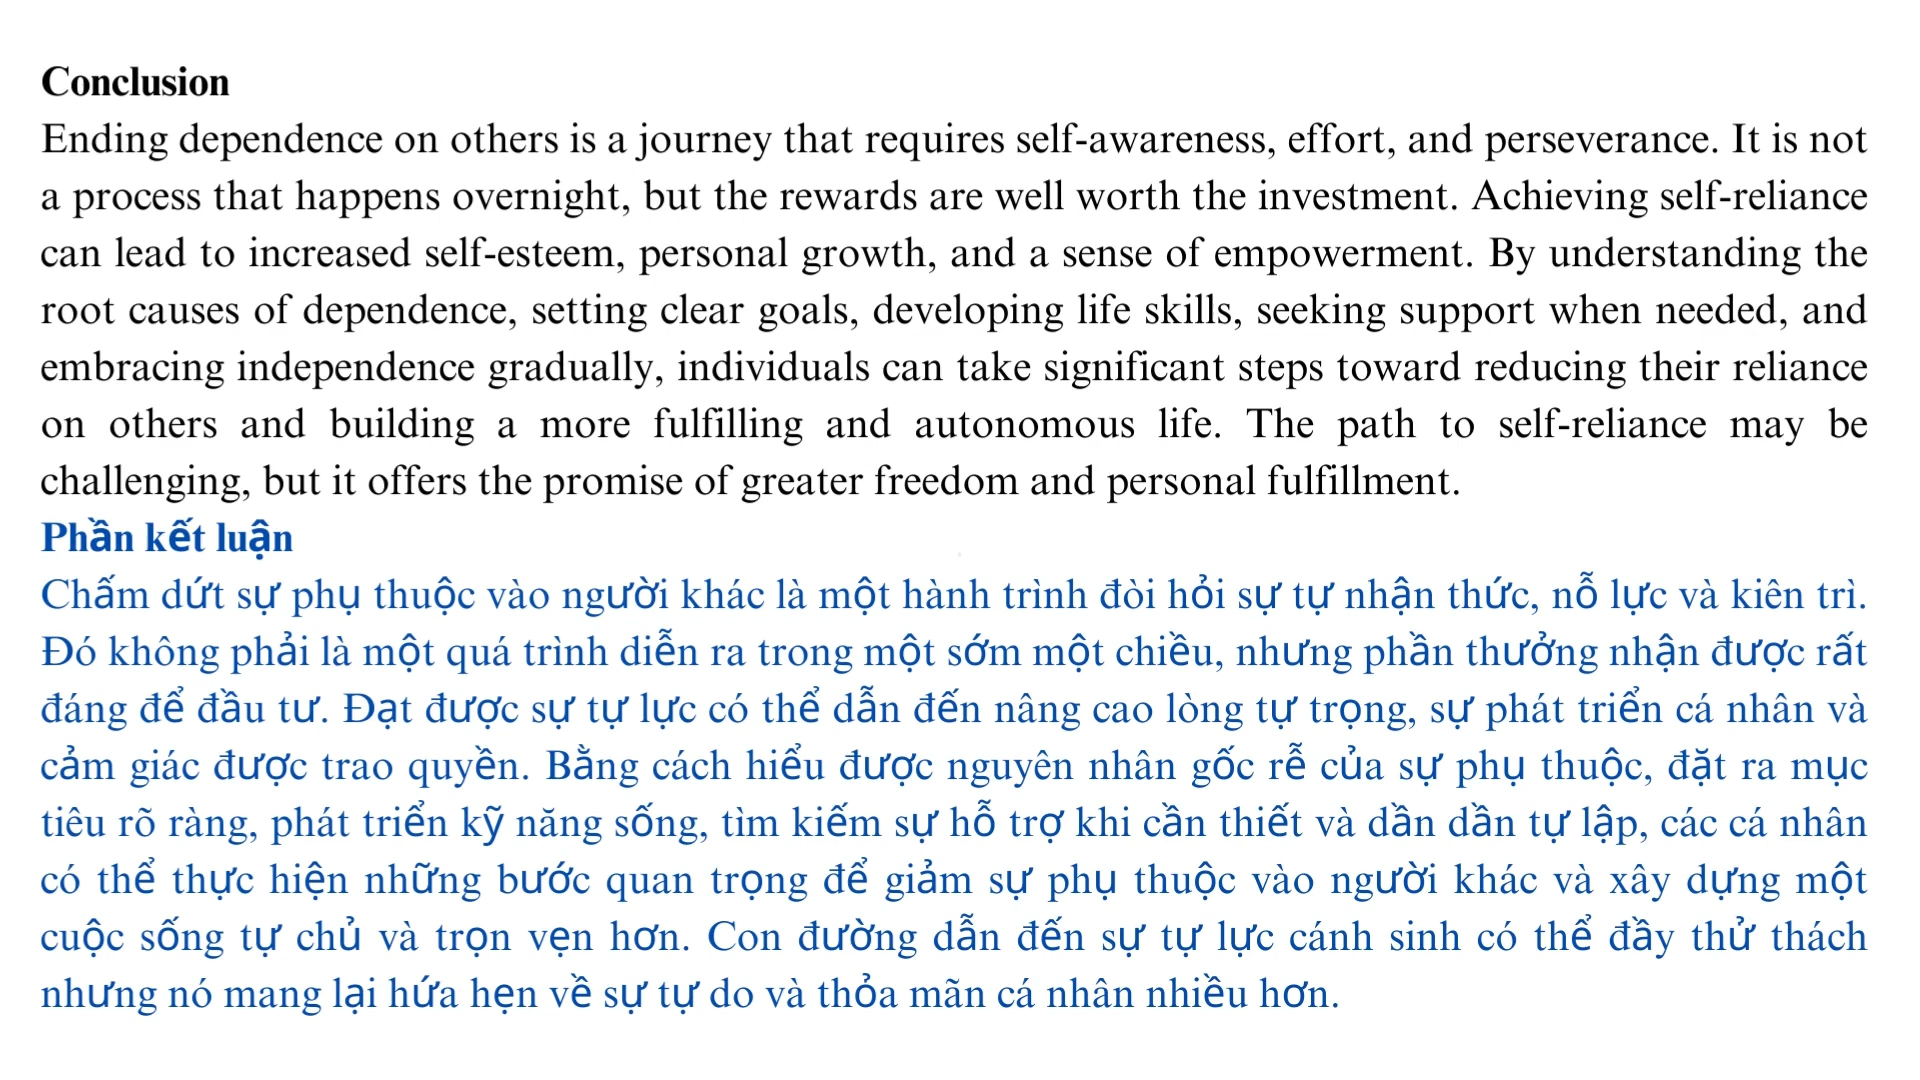 Conclusion
Ending dependence on others is a journey that requires self-awareness, effort, and perseverance. It is not
a process that happens overnight, but the rewards are well worth the investment. Achieving self-reliance
can lead to increased self-esteem, personal growth, and a sense of empowerment. By understanding the
root causes of dependence, setting clear goals, developing life skills, seeking support when needed, and
embracing independence gradually, individuals can take significant steps toward reducing their reliance
on others and building a more fulfilling and autonomous life. The path to self-reliance may be
challenging, but it offers the promise of greater freedom and personal fulfillment.
Phần kết luận
Chấm dứt sự phụ thuộc vào người khác là một hành trình đòi hỏi sự tự nhận thức, nỗ lực và kiên trì.
Đó không phải là một quá trình diễn ra trong một sớm một chiều, nhưng phần thưởng nhận được rất
đáng để đầu tư. Đạt được sự tự lực có thể dẫn đến nâng cao lòng tự trọng, sự phát triển cá nhân và
cảm giác được trao quyền. Bằng cách hiểu được nguyên nhân gốc rễ của sự phụ thuộc, đặt ra mục
tiêu rõ ràng, phát triển kỹ năng sống, tìm kiếm sự hỗ trợ khi cần thiết và dần dần tự lập, các cá nhân
có thể thực hiện những bước quan trọng để giảm sự phụ thuộc vào người khác và xây dựng một
cuộc sống tự chủ và trọn vẹn hơn. Con đường dẫn đến sự tự lực cánh sinh có thể đầy thử thách
nhưng nó mang lại hứa hẹn về sự tự do và thỏa mãn cá nhân nhiều hơn.